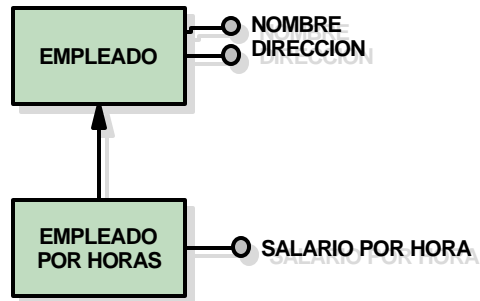 NOMBRE
DIRECCION
EMPLEADO
EMPLEADO
POR HORAS
SALARIO POR HORA